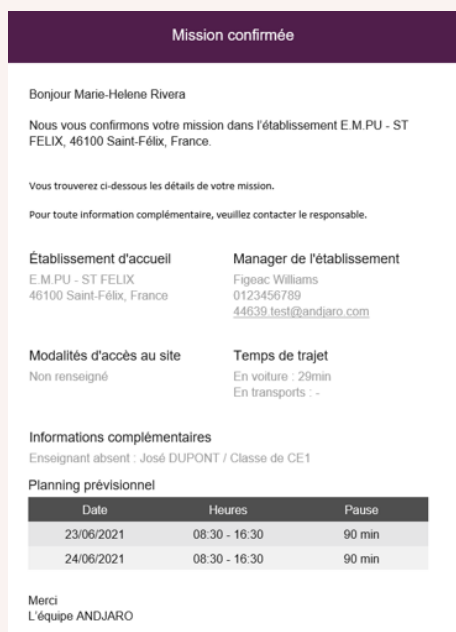 Mission confirmée
Bonjour Marie-Helene Rivera
Nous vous confirmons votre mission dans l'établissement E.M.PU - ST
FELIX, 46100 Saint-Félix, France.
Vous trouverez ci-dessous les détails de votre mission.
Pour toute information complémentaire, veuillez contacter le responsable.
Établissement d'accueil
E.M.PU - ST FELIX
46100 Saint-Félix, France
Manager de l'établissement
Figeac Williams
0123456789
44639.test@andjaro.com
Modalités d'accès au site
Non renseigné
Temps de trajet
En voiture : 29min
En transports : -
Informations complémentaires
Enseignant absent : José DUPONT / Classe de CE1
Planning prévisionnel
Date Heures Pause
23/06/2021 08:30 - 16:30 90 min
24/06/2021 08:30 - 16:30 90 min
Merci
L'équipe ANDJARO